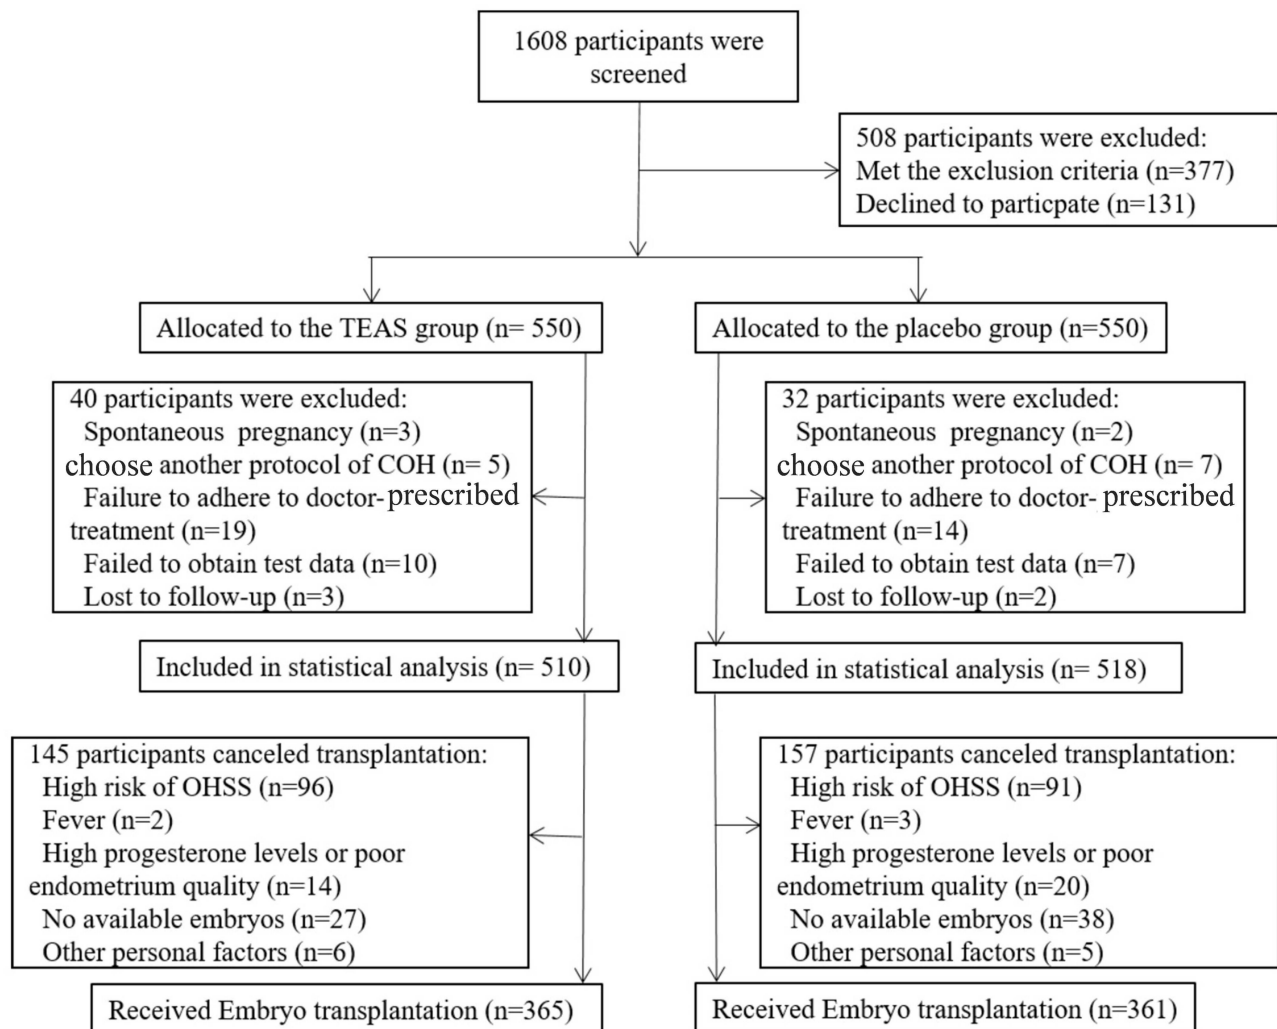 1608 participants were
screened
508 participants were excluded:
Met the exclusion criteria (n=377)
Declined to particpate (n=131)
Allocated to the TEAS group (n= 550)
Allocated to the placebo group (n=550)
40 participants were excluded:
Spontaneous pregnancy (n=3)
choose another protocol of COH (n= 5)
Failure to adhere to doctor-prescribed
treatment (n=19)
Failed to obtain test data (n=10)
Lost to follow-up (n=3)
32 participants were excluded:
Spontaneous pregnancy (n=2)
choose another protocol of COH (n= 7)
Failure to adhere to doctor-prescribed
treatment (n=14)
Failed to obtain test data (n=7)
Lost to follow-up (n=2)
Included in statistical analysis (n= 510)
Included in statistical analysis (n= 518)
145 participants canceled transplantation:
High risk of OHSS (n=96)
Fever (n=2)
High progesterone levels or poor
endometrium quality (n=14)
No available embryos (n=27)
Other personal factors (n=6)
157 participants canceled transplantation:
High risk of OHSS (n=91)
Fever (n=3)
High progesterone levels or poor
endometrium quality (n=20)
No available embryos (n=38)
Other personal factors (n=5)
Received Embryo transplantation (n=365)
Received Embryo transplantation (n=361)